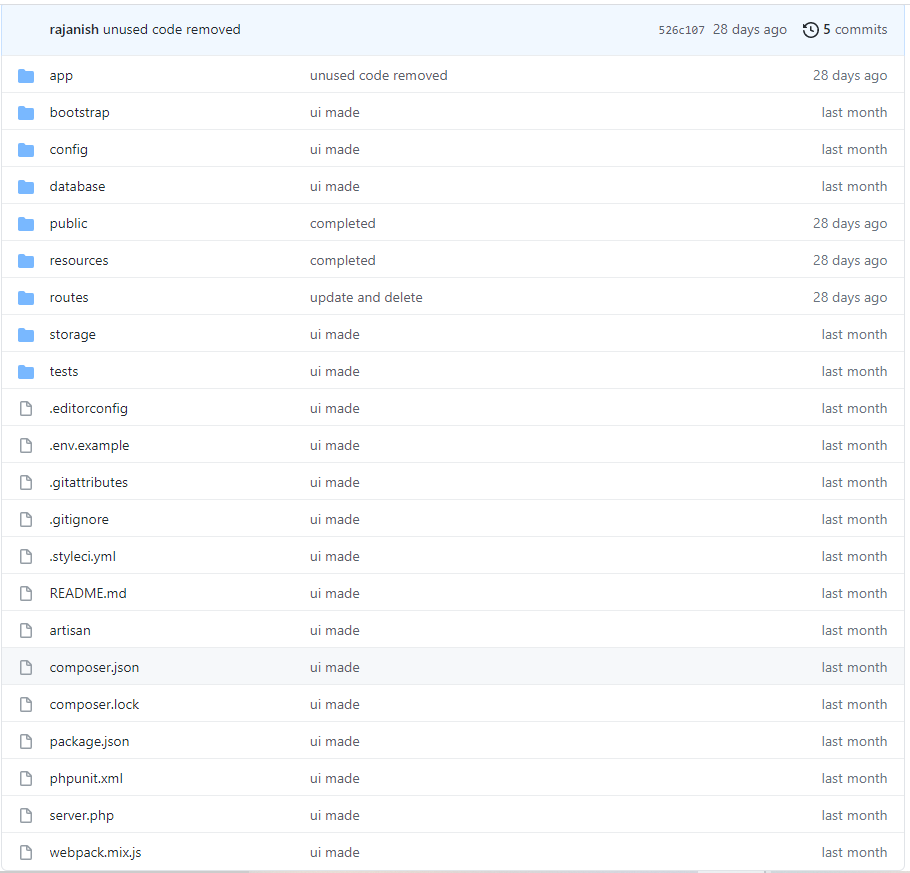 rajanish unused code removed 526c107 28 days ago 5 commits
app unused code removed 28 days ago
bootstrap ui made last month
config ui made last month
database ui made last month
public completed 28 days ago
resources completed 28 days ago
routes update and delete 28 days ago
storage ui made last month
tests ui made last month
.editorconfig ui made last month
.env.example ui made last month
.gitattributes ui made last month
.gitignore ui made last month
.styleci.yml ui made last month
README.md ui made last month
artisan ui made last month
composer.json ui made last month
composer.lock ui made last month
package.json ui made last month
phpunit.xml ui made last month
server.php ui made last month
webpack.mix.js ui made last month